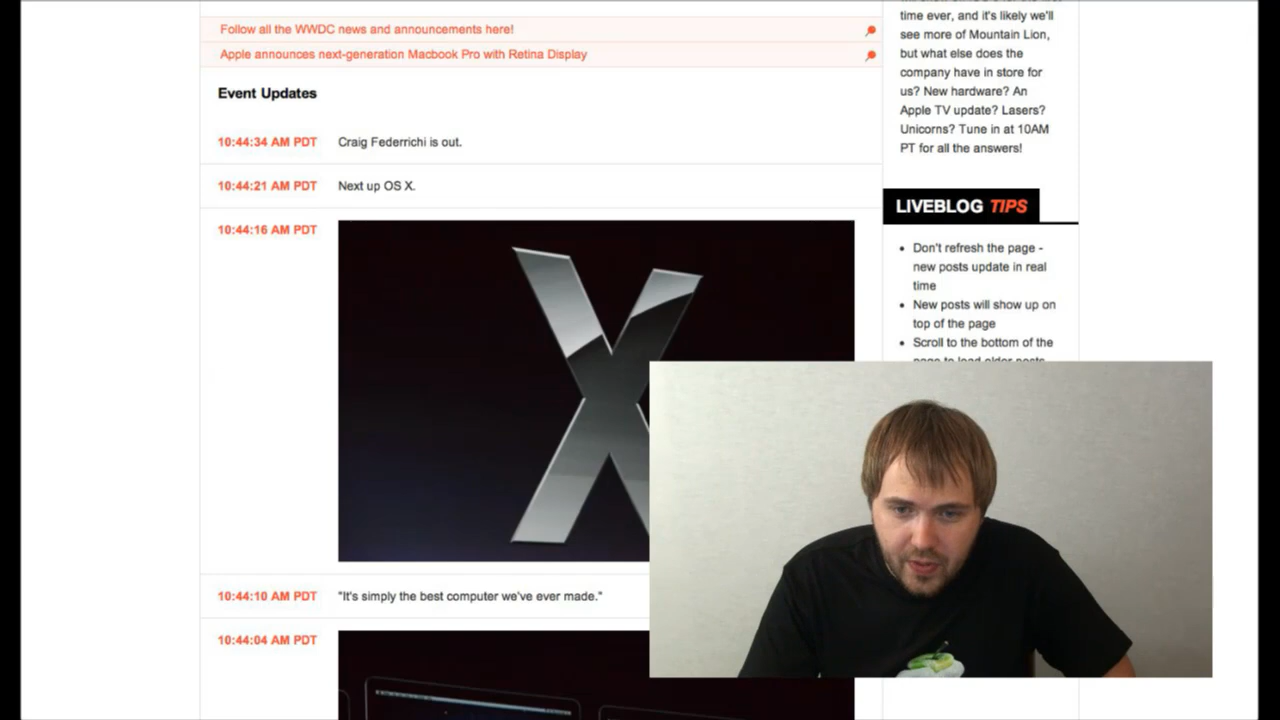 Follow all the WWDC news and announcements here!
Apple announces next-generation Macbook Pro with Retina Display
Event Updates
10:44:34 AM PDT Craig Federrichi is out.
10:44:21 AM PDT Next up OS X.
10:44:16 AM PDT
X
10:44:10 AM PDT "It's simply the best computer we've ever made."
10:44:04 AM PDT
time ever, and it's likely we'll
see more of Mountain Lion,
but what else does the
company have in store for
us? New hardware? An
Apple TV update? Lasers?
Unicorns? Tune in at 10AM
PT for all the answers!
LIVEBLOG TIPS
Don't refresh the page -
new posts update in real
time
New posts will show up on
top of the page
Scroll to the bottom of the
page to load older posts